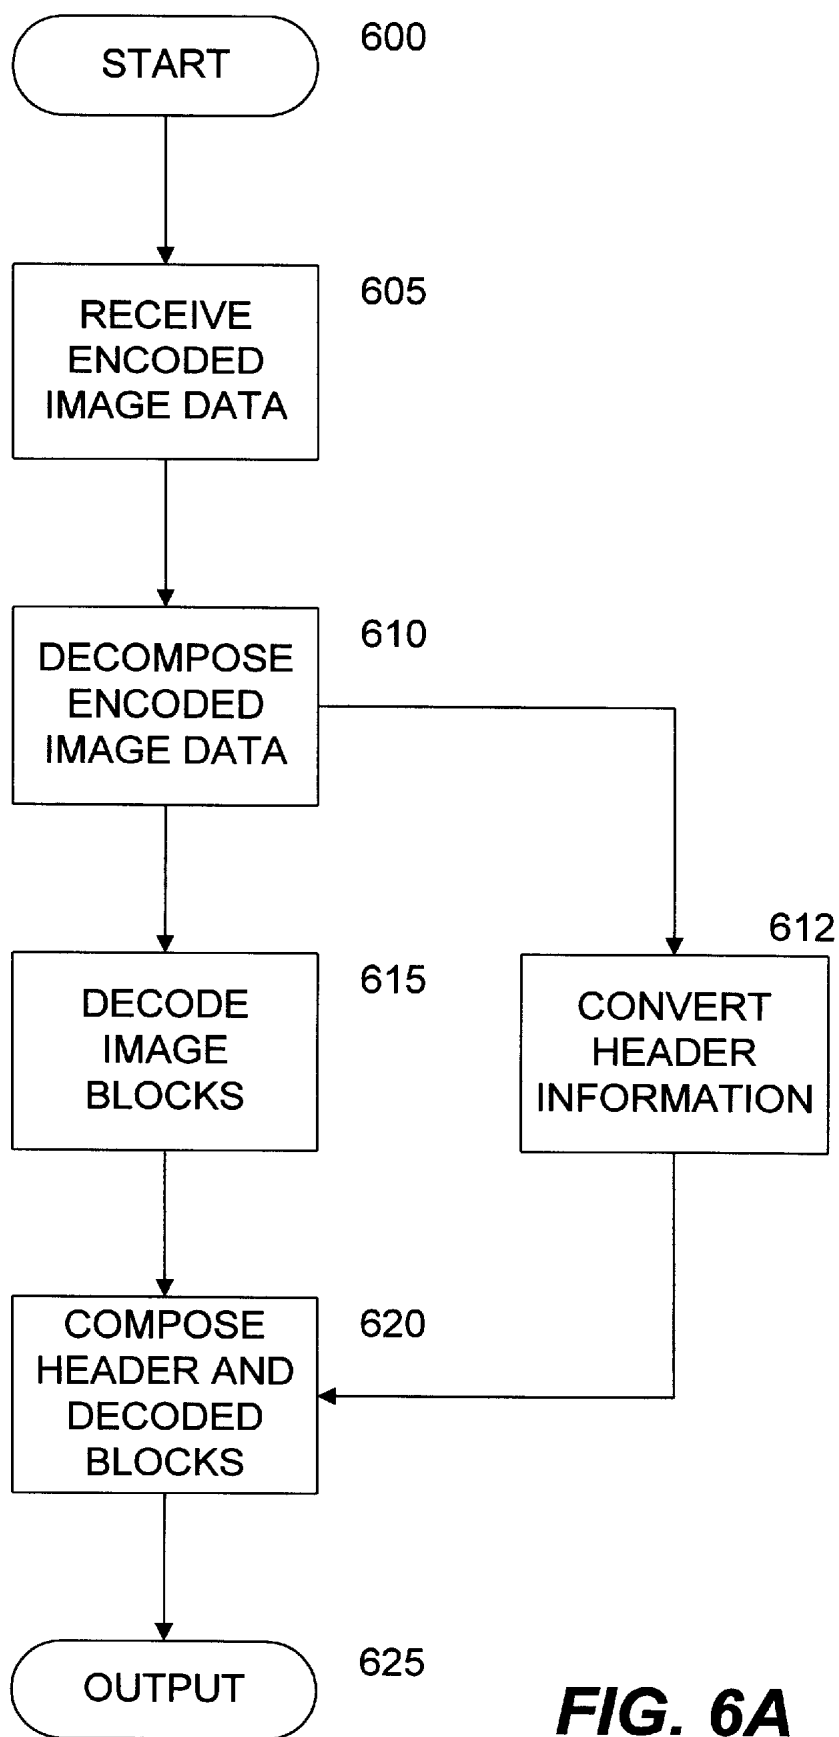 START
600
RECEIVE
ENCODED
IMAGE DATA
605
DECOMPOSE
ENCODED
IMAGE DATA
610
DECODE
IMAGE
BLOCKS
615
612
CONVERT
HEADER
INFORMATION
COMPOSE
HEADER AND
DECODED
BLOCKS
620
OUTPUT
625
FIG. 6A